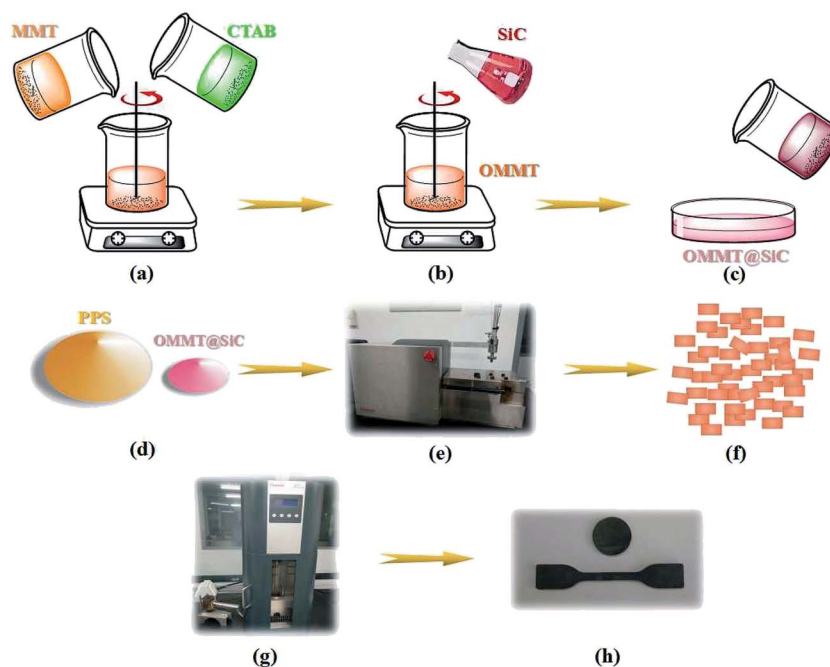 MMT
CTAB
SiC
OMMT
(a)
(b)
OMMT@SiC
(c)
PPS
OMMT@SiC
(d)
(e)
(f)
(g)
(h)